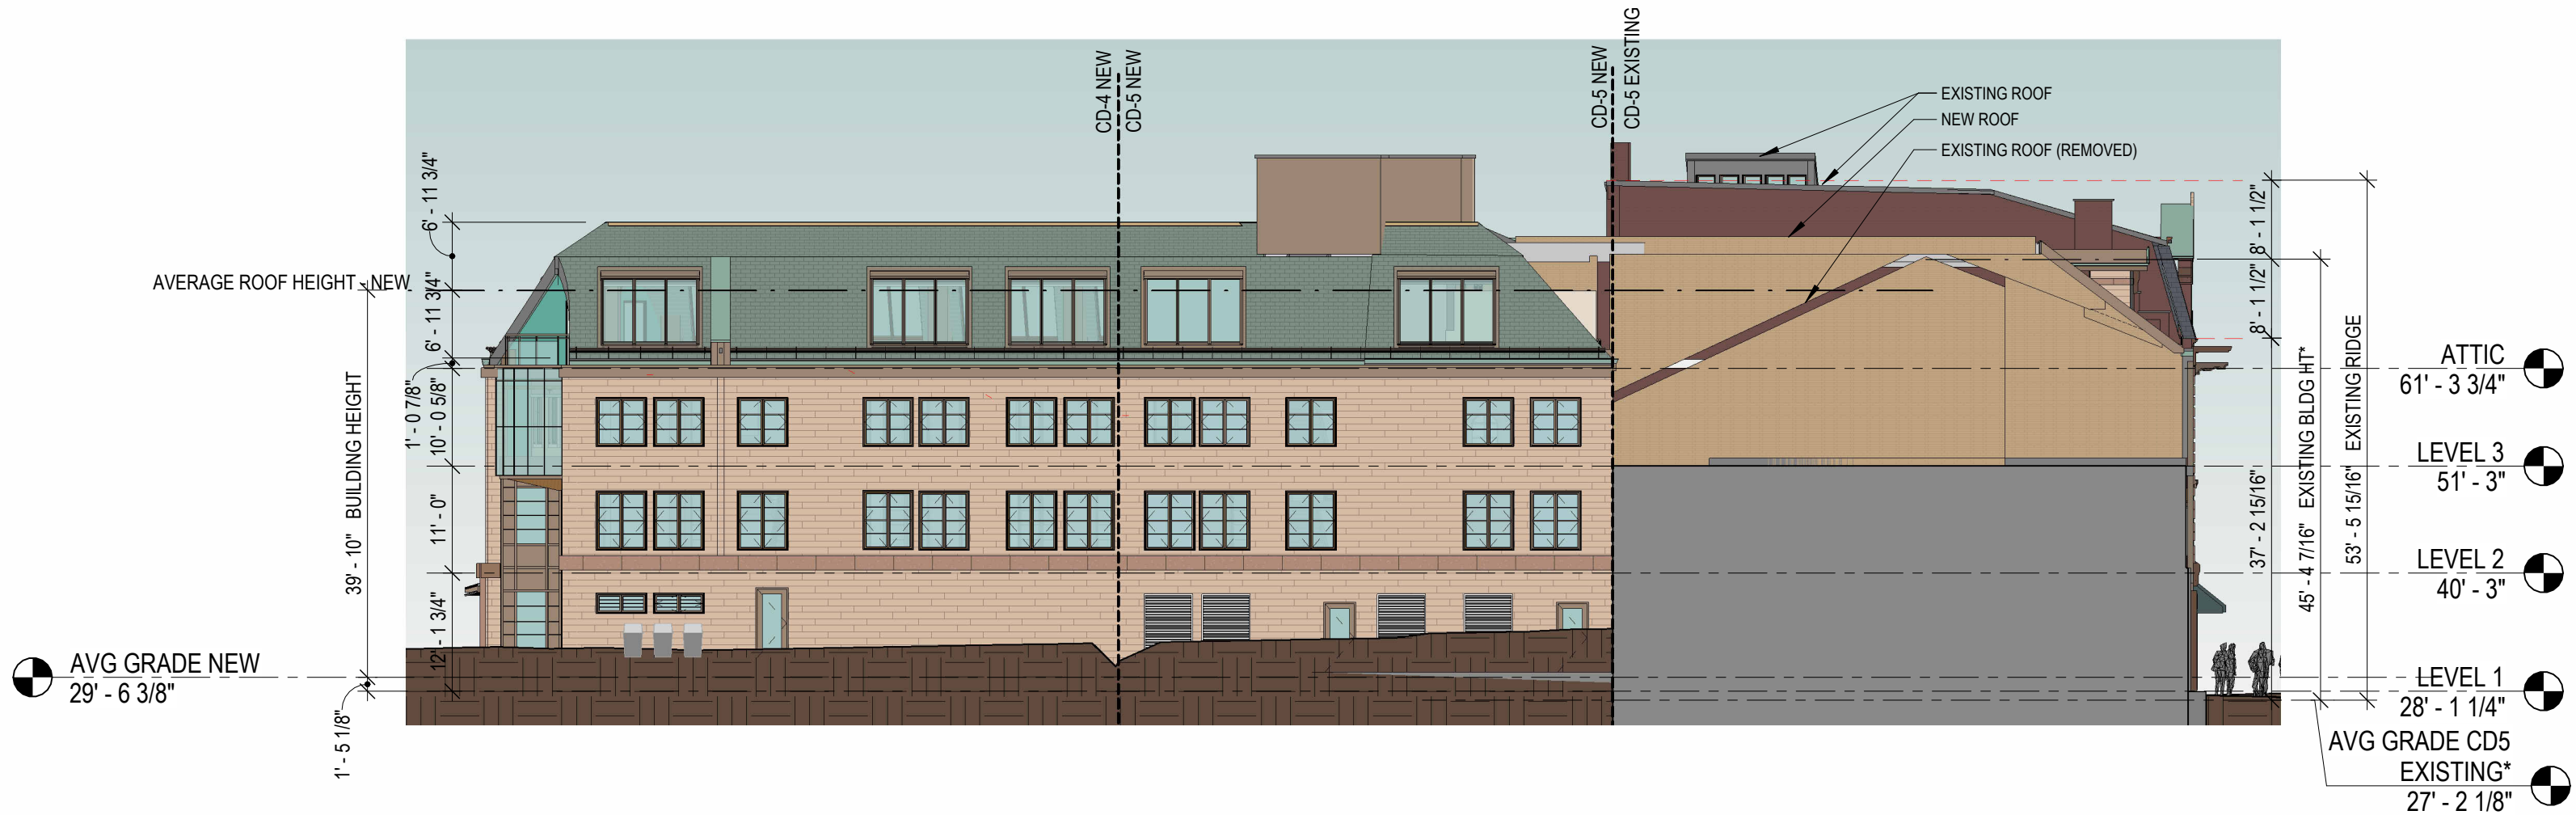 CD-4 NEW
CD-5 NEW
CD-5 NEW
CD-5 EXISTING
EXISTING ROOF
NEW ROOF
EXISTING ROOF (REMOVED)
AVERAGE ROOF HEIGHT - NEW
6' - 11 3/4"
6' - 11 3/4"
1' - 0 7/8"
10' - 0 5/8"
11' - 0"
12' - 1 3/4"
39' - 10" BUILDING HEIGHT
AVG GRADE NEW
29' - 6 3/8"
1' - 5 1/8"
8' - 1 1/2"
8' - 1 1/2"
37' - 2 15/16"
45' - 4 7/16" EXISTING BLDG HT*
53' - 5 15/16" EXISTING RIDGE
ATTIC
61' - 3 3/4"
LEVEL 3
51' - 3"
LEVEL 2
40' - 3"
LEVEL 1
28' - 1 1/4"
AVG GRADE CD5
EXISTING*
27' - 2 1/8"